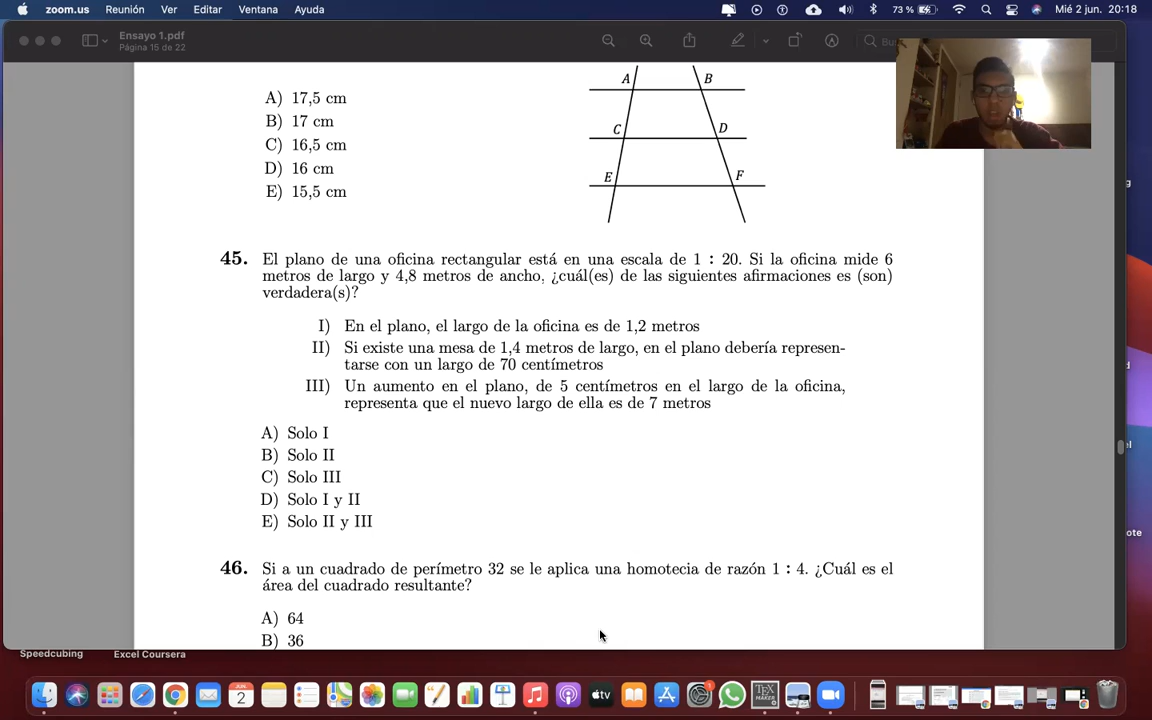 zoom.us Reunión Ver Editar Ventana Ayuda 73 % Mié 2 jun. 20:18
Ensayo 1.pdf
Página 15 de 22
A) 17,5 cm
B) 17 cm
C) 16,5 cm
D) 16 cm
E) 15,5 cm
A B
C D
E F
45. El plano de una oficina rectangular está en una escala de 1 : 20. Si la oficina mide 6
metros de largo y 4,8 metros de ancho, ¿cuál(es) de las siguientes afirmaciones es (son)
verdadera(s)?
I) En el plano, el largo de la oficina es de 1,2 metros
II) Si existe una mesa de 1,4 metros de largo, en el plano debería represen-
tarse con un largo de 70 centímetros
III) Un aumento en el plano, de 5 centímetros en el largo de la oficina,
representa que el nuevo largo de ella es de 7 metros
A) Solo I
B) Solo II
C) Solo III
D) Solo I y II
E) Solo II y III
46. Si a un cuadrado de perímetro 32 se le aplica una homotecia de razón 1 : 4. ¿Cuál es el
área del cuadrado resultante?
A) 64
B) 36
Speedcubing Excel Coursera
JUN 2 tv TEX MAKER 1